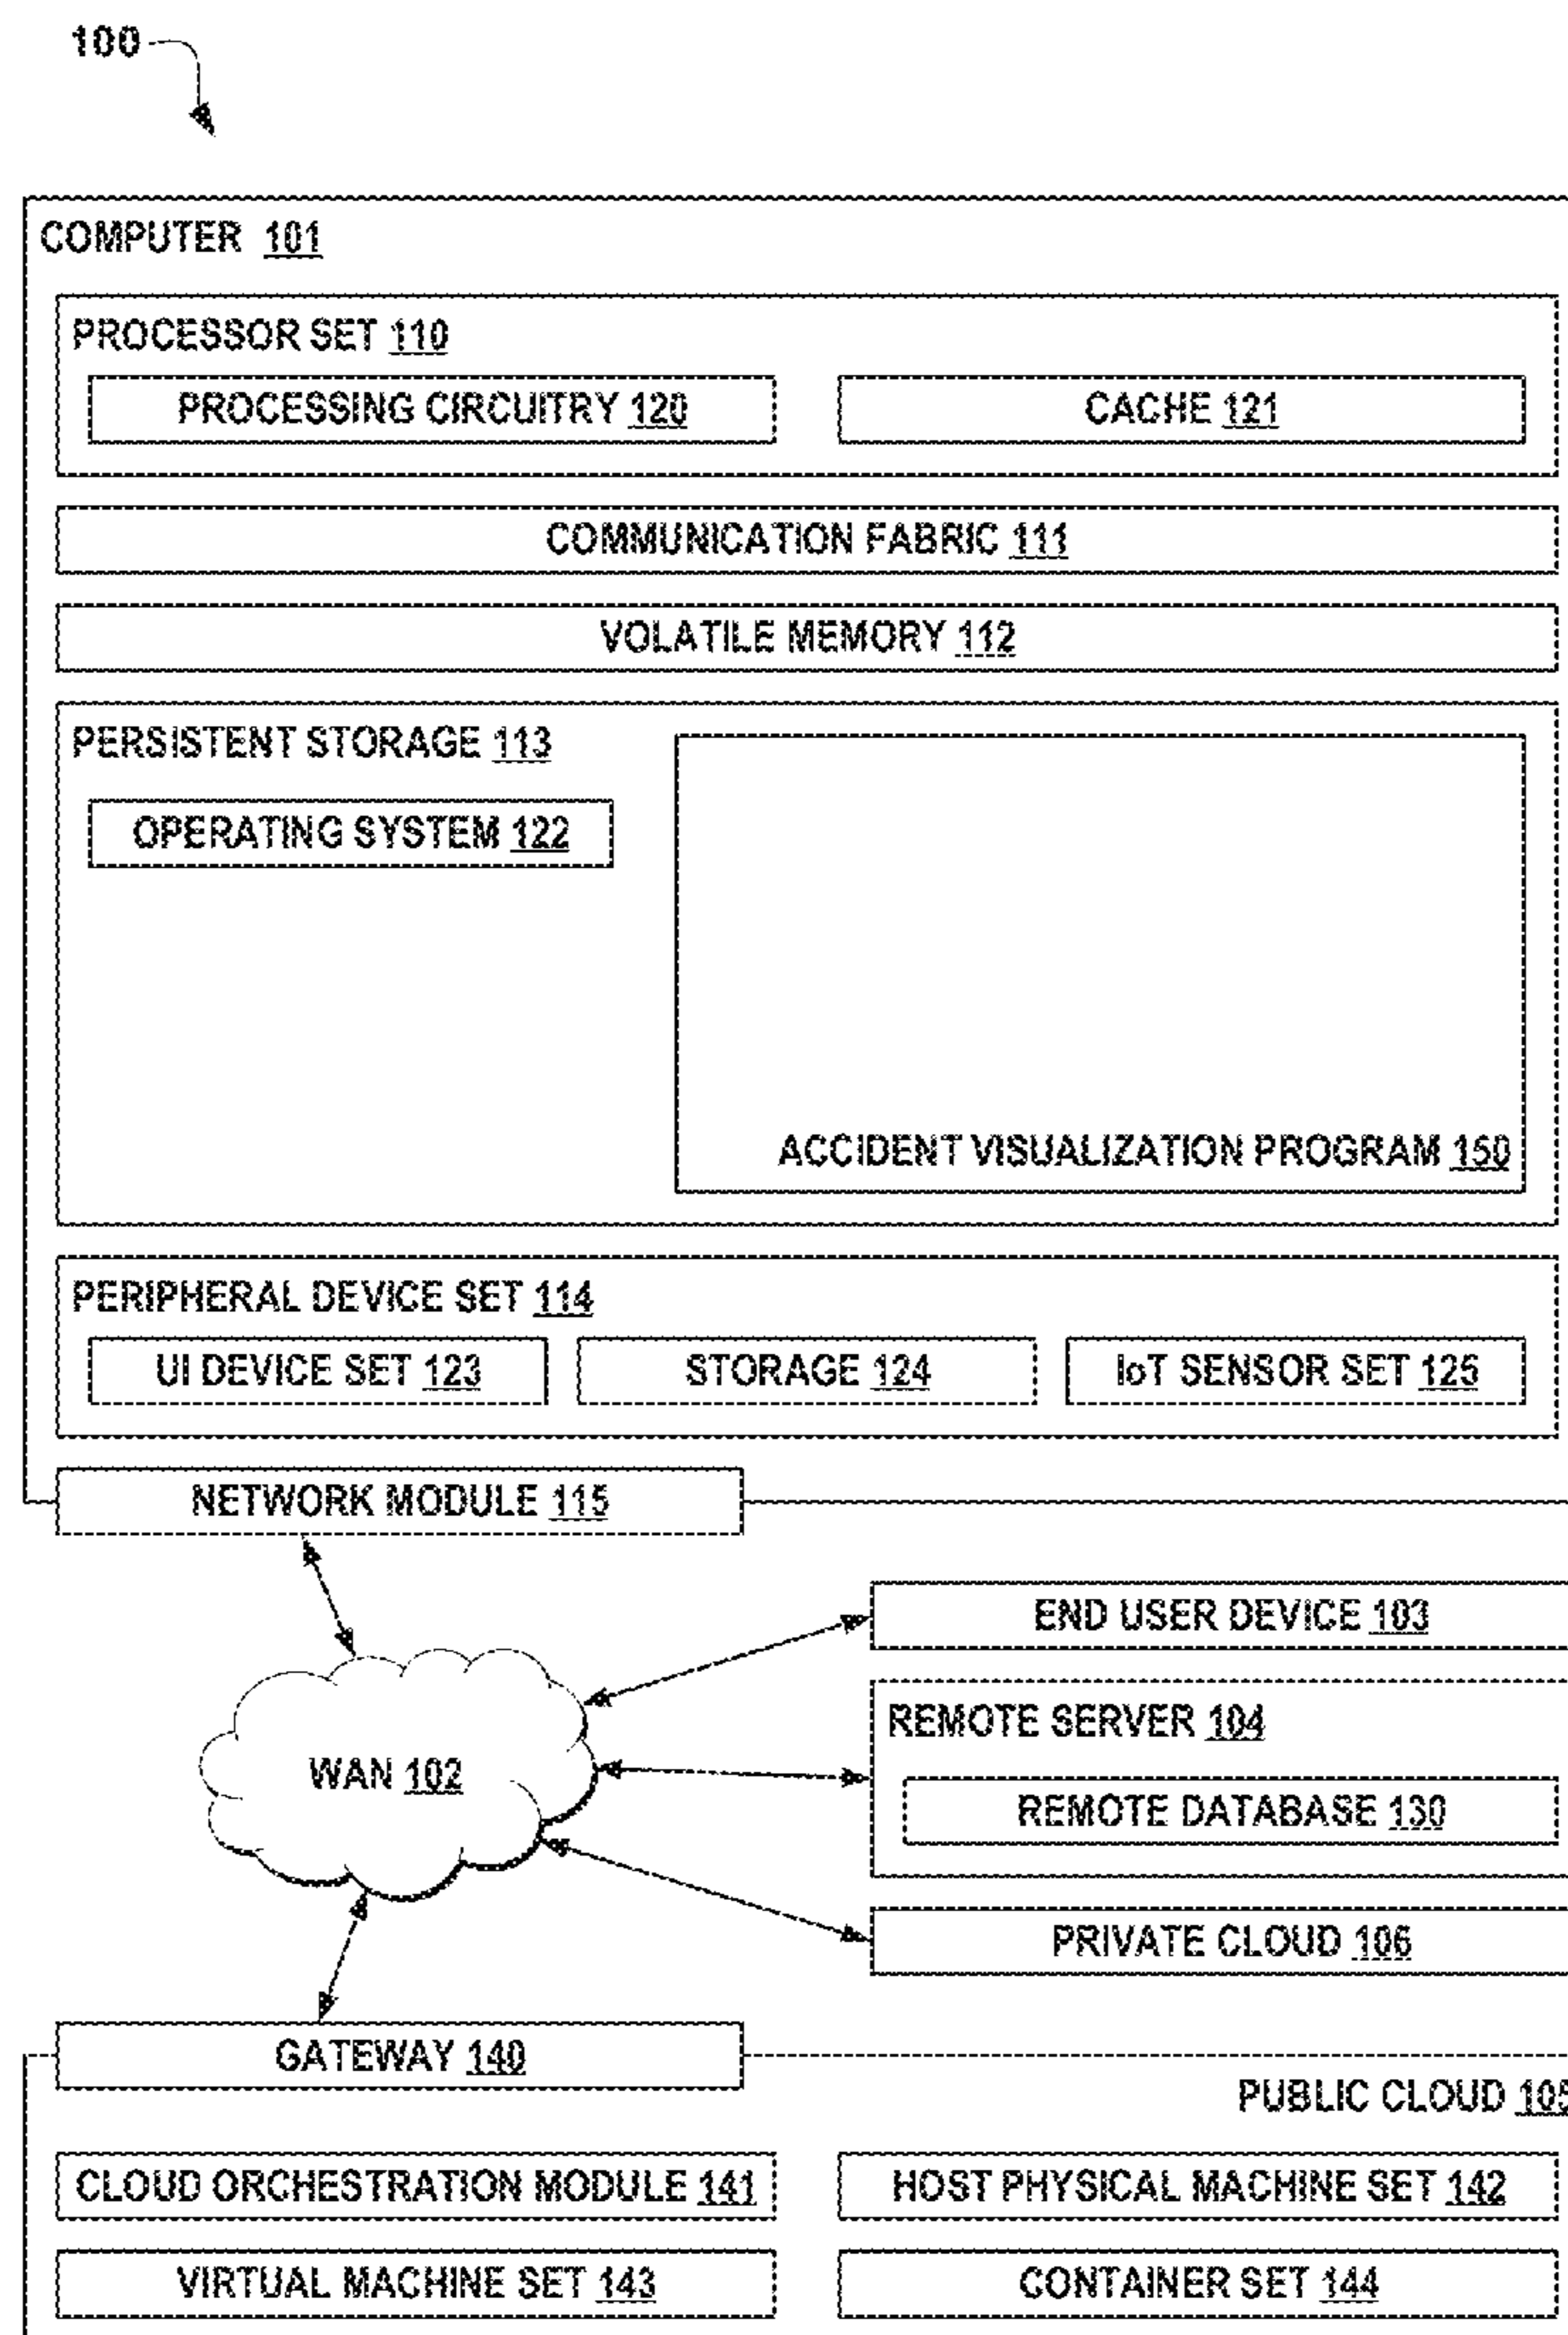 100
COMPUTER 101
PROCESSOR SET 110
PROCESSING CIRCUITRY 120
CACHE 121
COMMUNICATION FABRIC 111
VOLATILE MEMORY 112
PERSISTENT STORAGE 113
OPERATING SYSTEM 122
ACCIDENT VISUALIZATION PROGRAM 150
PERIPHERAL DEVICE SET 114
UI DEVICE SET 123
STORAGE 124
IoT SENSOR SET 125
NETWORK MODULE 115
END USER DEVICE 103
REMOTE SERVER 104
WAN 102
REMOTE DATABASE 130
PRIVATE CLOUD 106
GATEWAY 140
PUBLIC CLOUD 105
CLOUD ORCHESTRATION MODULE 141
HOST PHYSICAL MACHINE SET 142
VIRTUAL MACHINE SET 143
CONTAINER SET 144